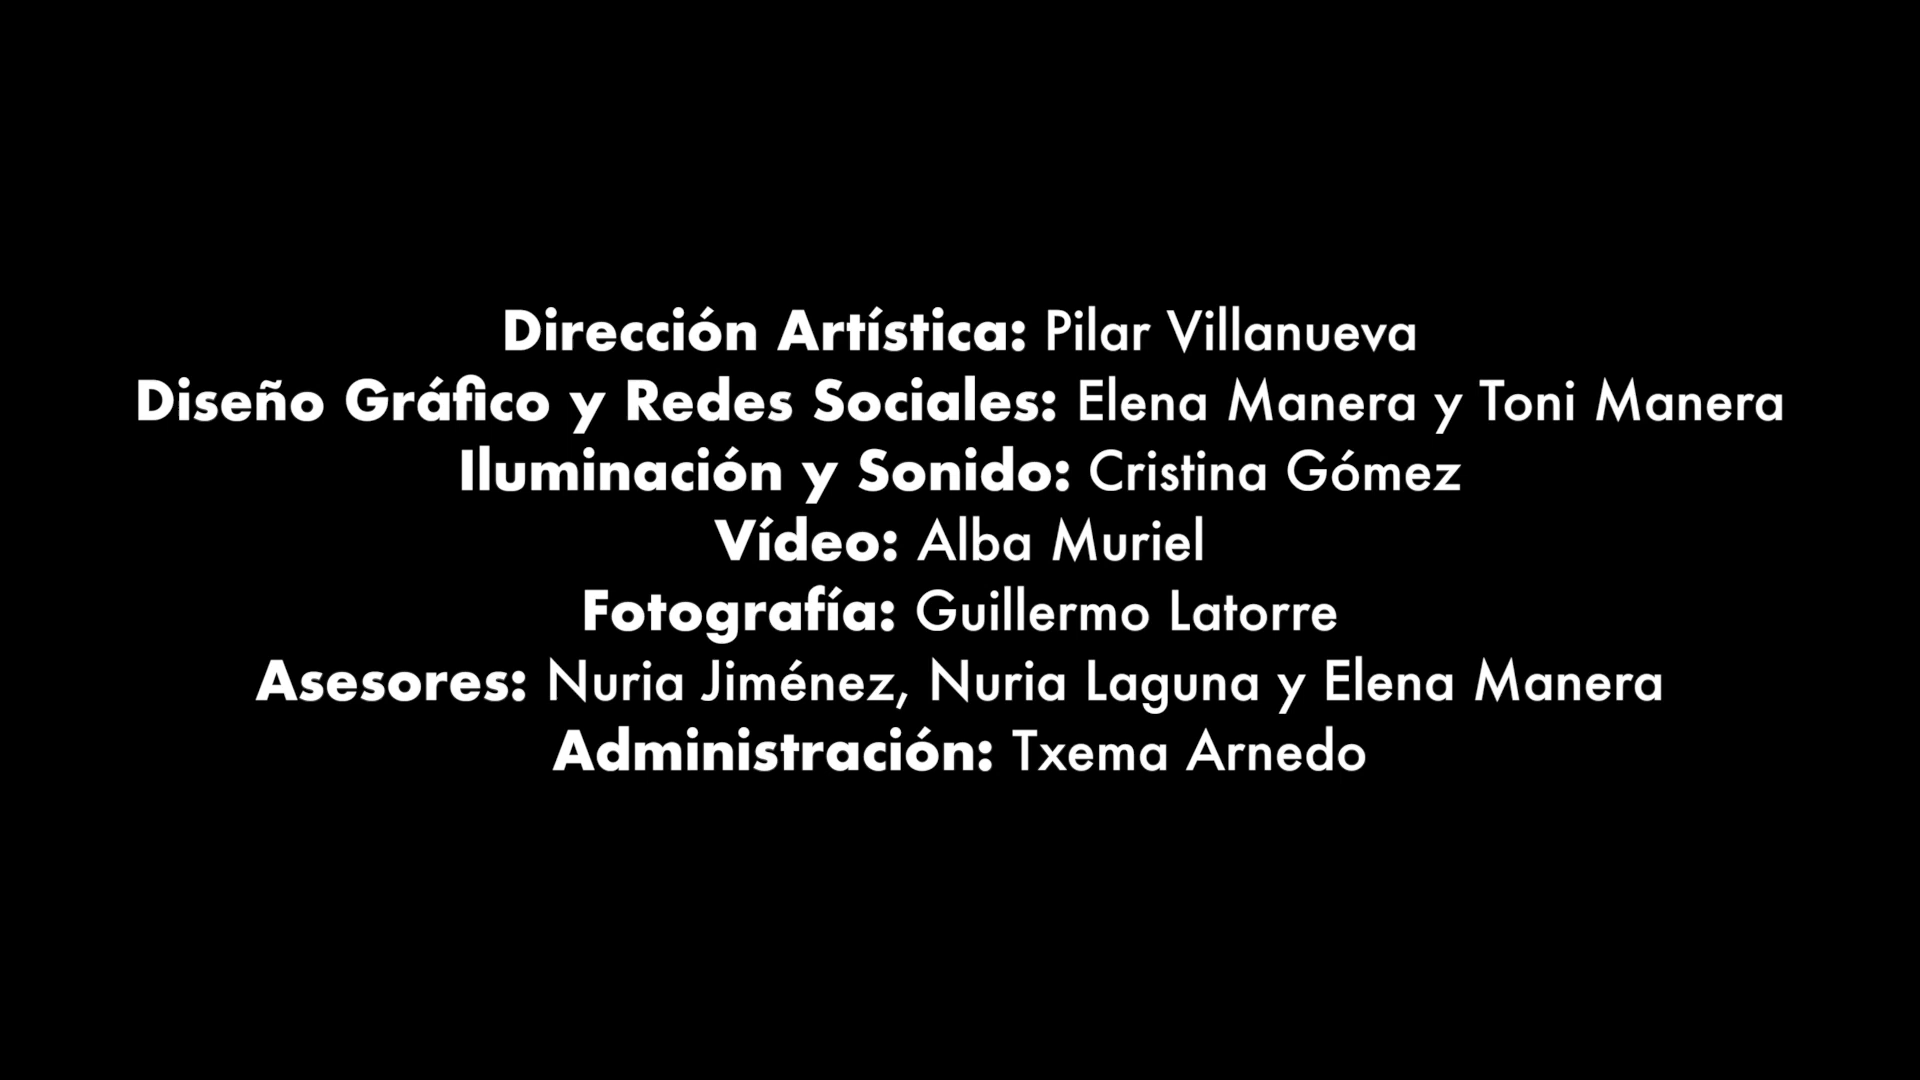 Dirección Artística: Pilar Villanueva
Diseño Gráfico y Redes Sociales: Elena Manera y Toni Manera
Iluminación y Sonido: Cristina Gómez
Vídeo: Alba Muriel
Fotografía: Guillermo Latorre
Asesores: Nuria Jiménez, Nuria Laguna y Elena Manera
Administración: Txema Arnedo